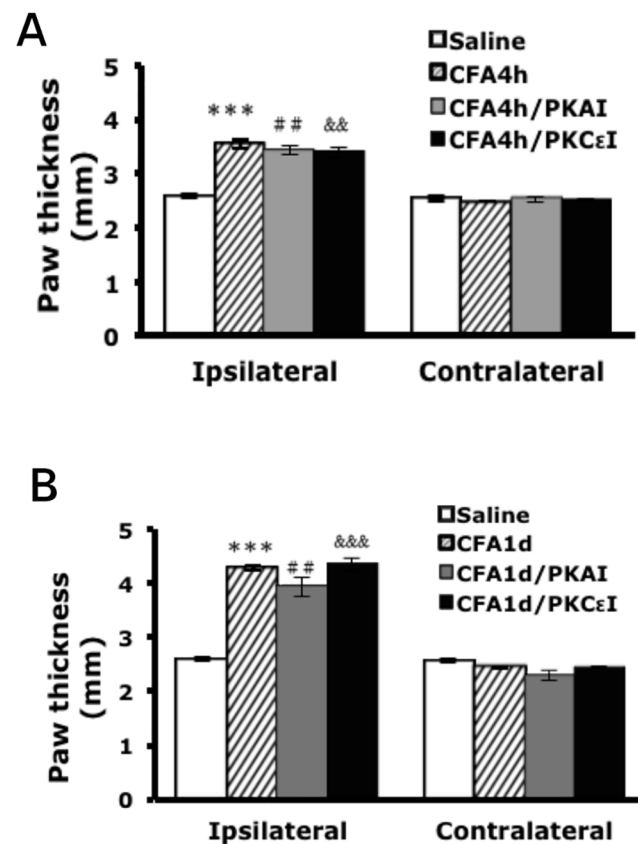 A
Saline
CFA4h
CFA4h/PKAI
CFA4h/PKCεI
Paw thickness
(mm)
5
4
3
2
1
0
***
##
&&
Ipsilateral
Contralateral
B
Saline
CFA1d
CFA1d/PKAI
CFA1d/PKCεI
Paw thickness
(mm)
5
4
3
2
1
0
***
##
&&&
Ipsilateral
Contralateral